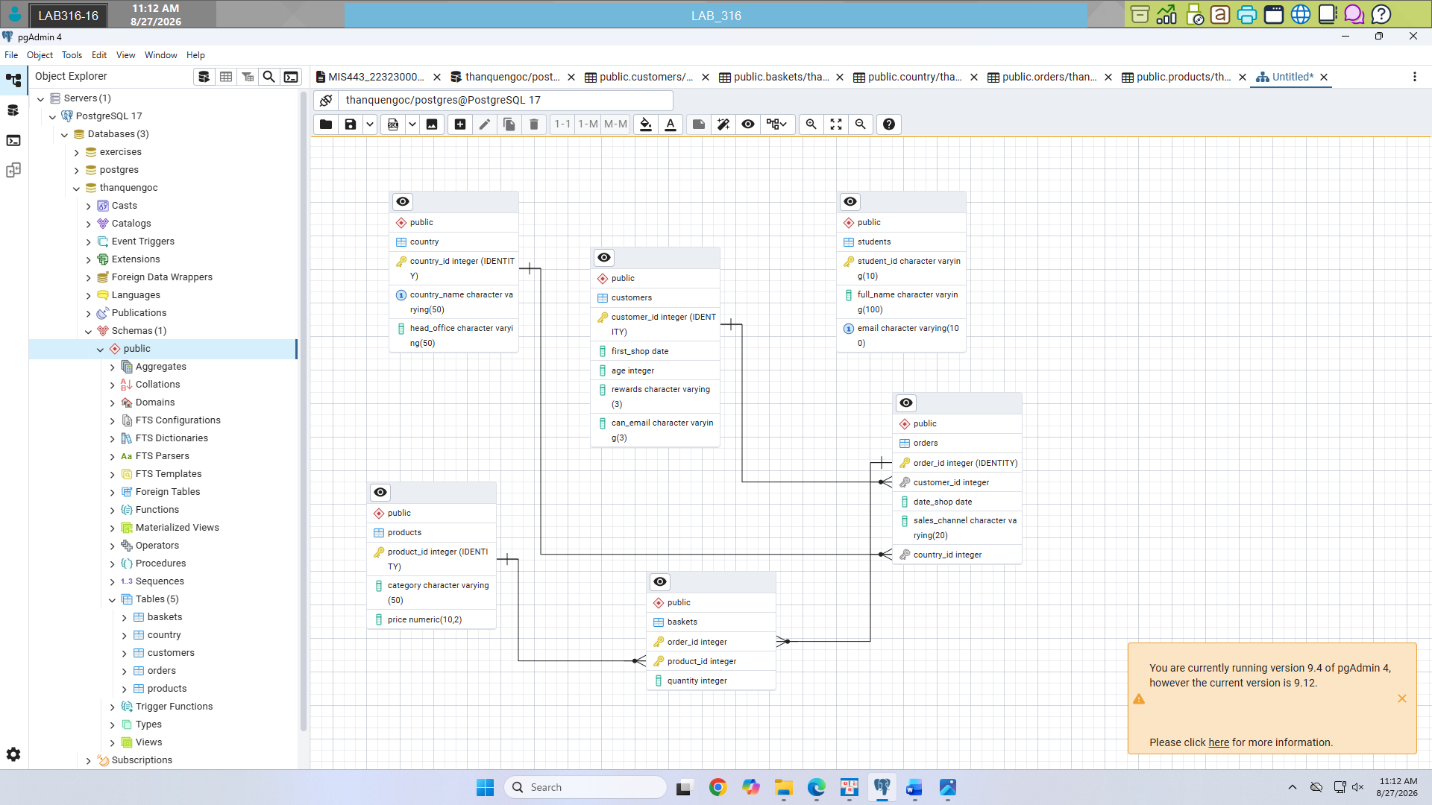 LAB316-16
11:12 AM
8/27/2026
LAB_316
pgAdmin 4
File Object Tools Edit View Window Help
Object Explorer
MIS443_22323000...
thanquengoc/post...
public.customers/...
public.baskets/tha...
public.country/tha...
public.orders/than...
public.products/th...
Untitled*
thanquengoc/postgres@PostgreSQL 17
1-1 1-M M-M
Servers (1)
PostgreSQL 17
Databases (3)
exercises
postgres
thanquengoc
Casts
Catalogs
Event Triggers
Extensions
Foreign Data Wrappers
Languages
Publications
Schemas (1)
public
Aggregates
Collations
Domains
FTS Configurations
FTS Dictionaries
FTS Parsers
FTS Templates
Foreign Tables
Functions
Materialized Views
Operators
Procedures
1..3 Sequences
Tables (5)
baskets
country
customers
orders
products
Trigger Functions
Types
Views
Subscriptions
public
country
country_id integer (IDENTIT
Y)
country_name character va
rying(50)
head_office character varyi
ng(50)
public
customers
customer_id integer (IDENT
ITY)
first_shop date
age integer
rewards character varying
(3)
can_email character varyin
g(3)
public
students
student_id character varyin
g(10)
full_name character varyin
g(100)
email character varying(10
0)
public
orders
order_id integer (IDENTITY)
customer_id integer
date_shop date
sales_channel character va
rying(20)
country_id integer
public
products
product_id integer (IDENTI
TY)
category character varying
(50)
price numeric(10,2)
public
baskets
order_id integer
product_id integer
quantity integer
You are currently running version 9.4 of pgAdmin 4,
however the current version is 9.12.
Please click here for more information.
Search
11:12 AM
8/27/2026